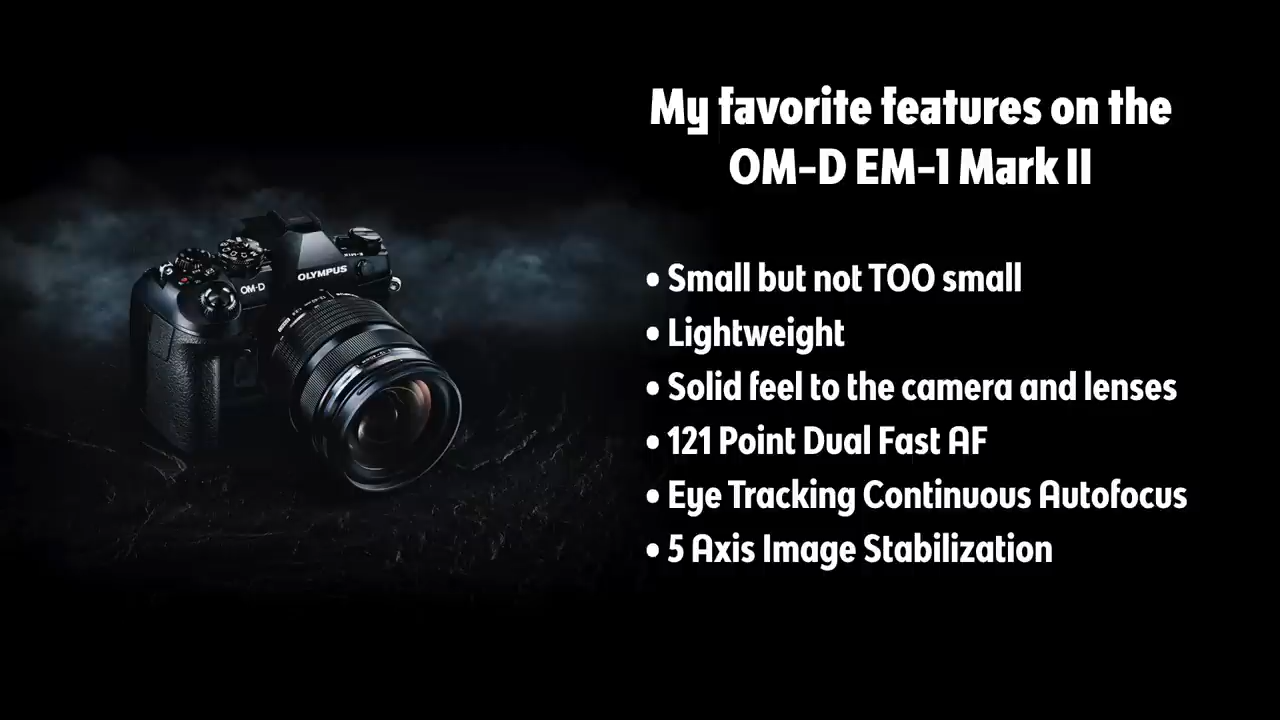 My favorite features on the
OM-D EM-1 Mark II
• Small but not TOO small
• Lightweight
• Solid feel to the camera and lenses
• 121 Point Dual Fast AF
• Eye Tracking Continuous Autofocus
• 5 Axis Image Stabilization
OLYMPUS
OM-D